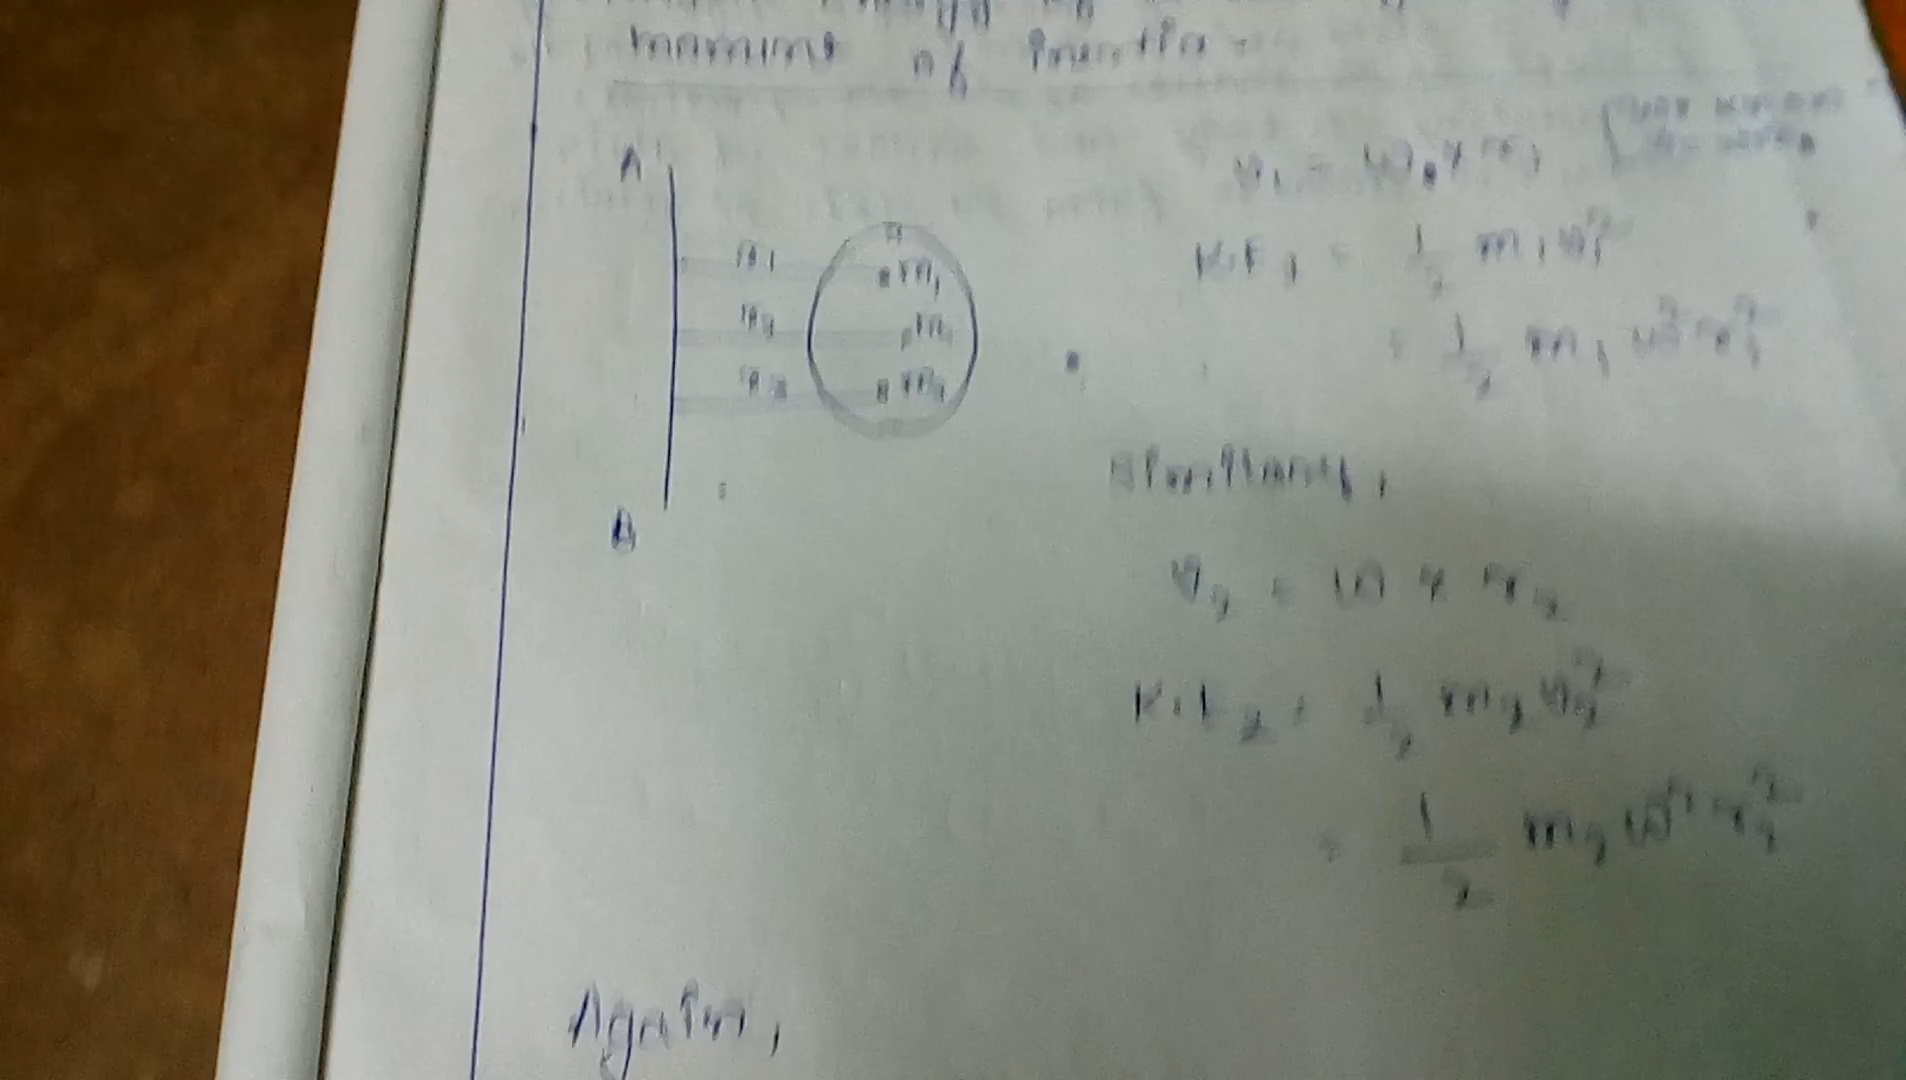 moment of inertia -
A
v₁ = ω × r₁
r₁ m₁
r₂ m₂
r₃ m₃
B
K.E₁ = 1/2 m₁ v₁²
= 1/2 m₁ ω² r₁²
Similarly,
v₂ = ω × r₂
K.E₂ = 1/2 m₂ v₂²
= 1/2 m₂ ω² r₂²
Again,